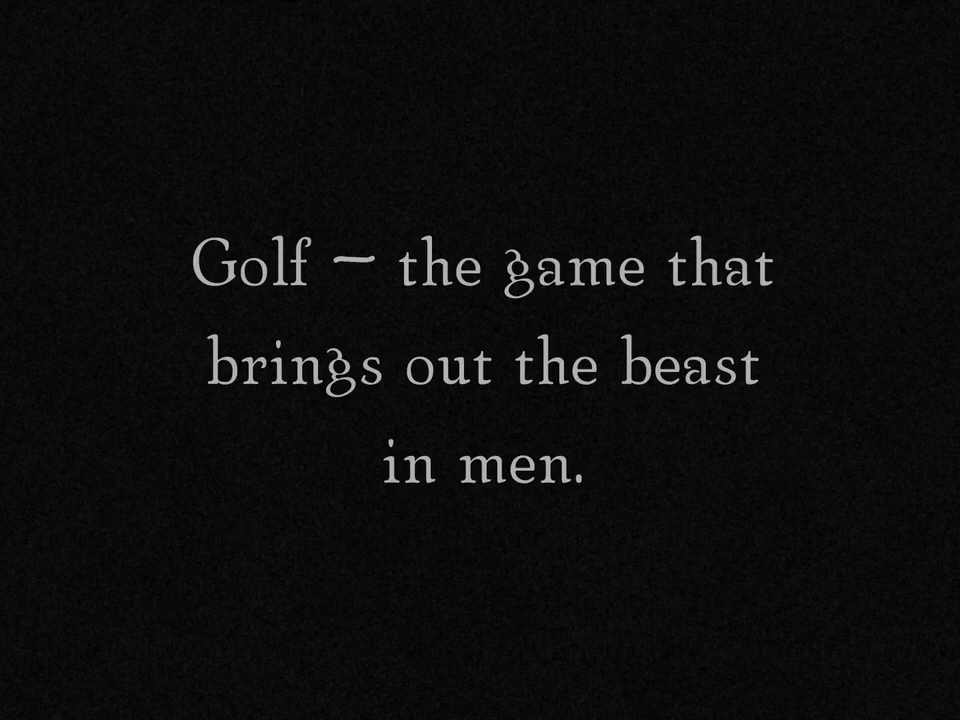 Golf – the game that
brings out the beast
in men.